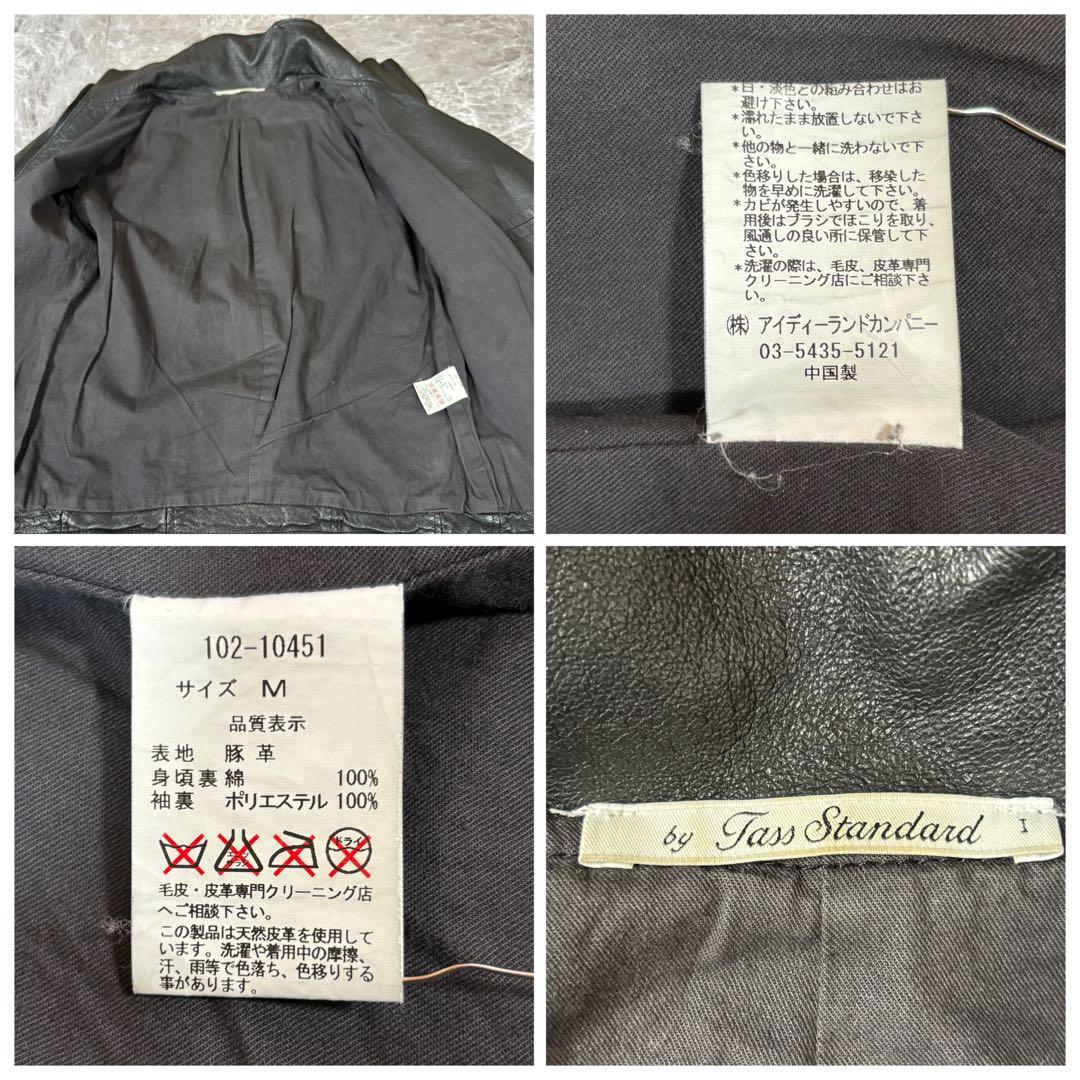 *白・淡色との組み合わせはお
避け下さい。
*濡れたまま放置しないで下さ
い。
*他の物と一緒に洗わないで下
さい。
*色移りした場合は、移染した
物を早めに洗濯して下さい。
*カビが発生しやすいので、着
用後はブラシでほこりを取り、
風通しの良い所に保管して下
さい。
*洗濯の際は、毛皮、皮革専門
クリーニング店にご相談下さ
い。
㈱ アイディーランドカンパニー
03-5435-5121
中国製
102-10451
サイズ M
品質表示
表地 豚革
身頃裏 綿 100%
袖裏 ポリエステル 100%
エンソサラシ ドライ
毛皮・皮革専門クリーニング店
へご相談下さい。
この製品は天然皮革を使用して
います。洗濯や着用中の摩擦、
汗、雨等で色落ち、色移りする
事があります。
by Tass Standard I